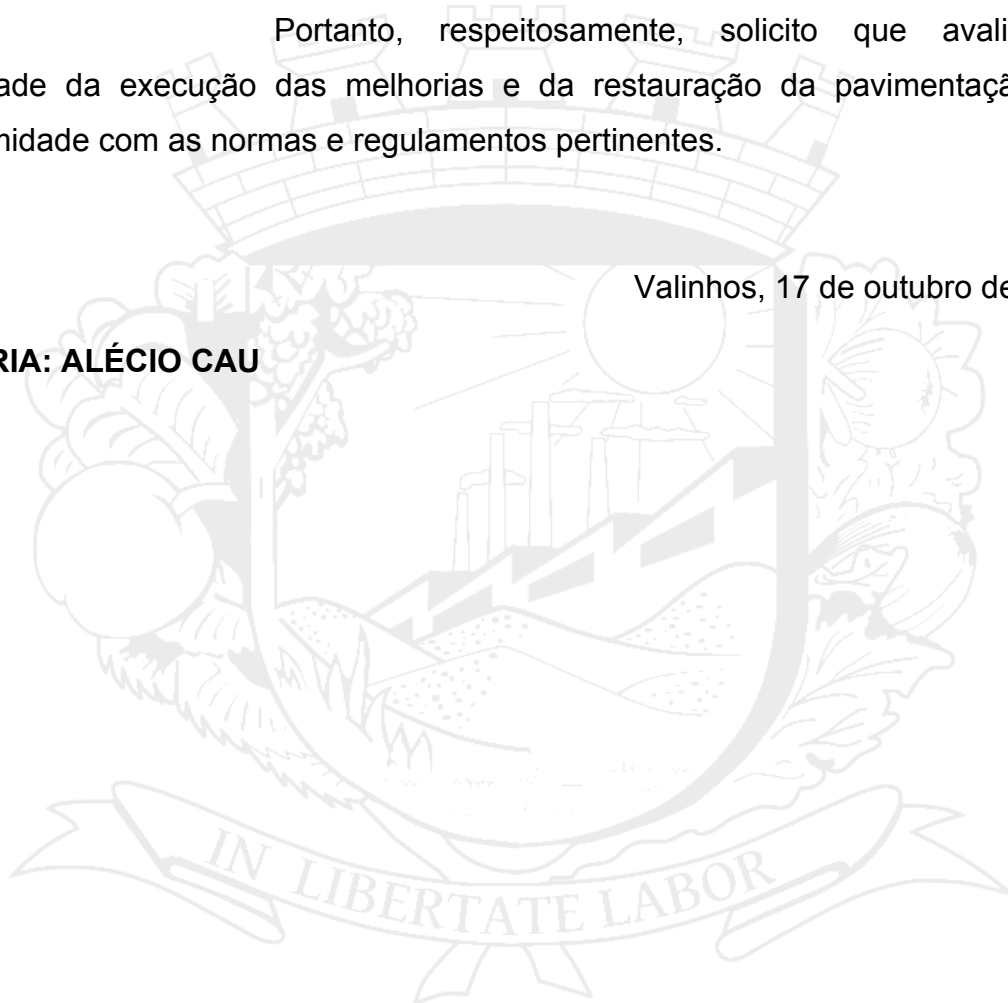 Portanto, respeitosamente, solicito que avali
ade da execução das melhorias e da restauração da pavimentaçã
midade com as normas e regulamentos pertinentes.
Valinhos, 17 de outubro de
RIA: ALÉCIO CAU
IN LIBERTATE LABOR